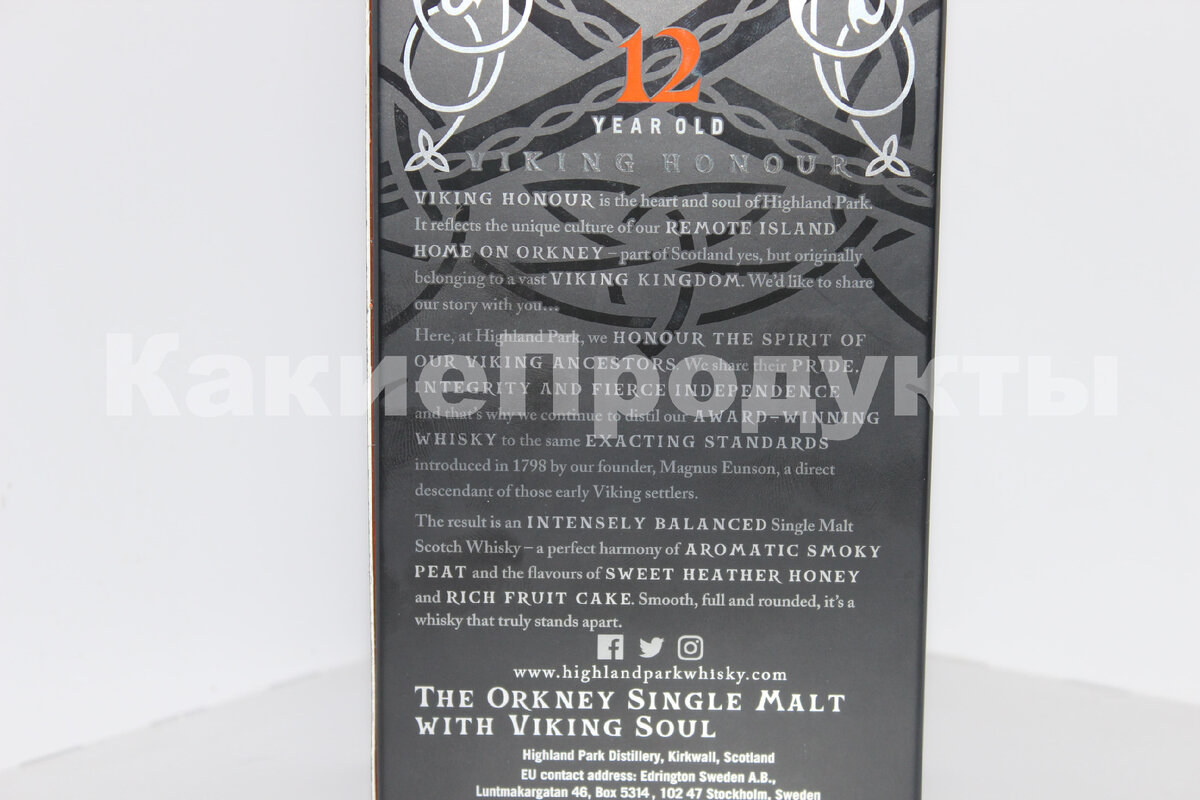 12
YEAR OLD
VIKING HONOUR
VIKING HONOUR is the heart and soul of Highland Park.
It reflects the unique culture of our REMOTE ISLAND
HOME ON ORKNEY – part of Scotland yes, but originally
belonging to a vast VIKING KINGDOM. We'd like to share
our story with you...
Here, at Highland Park, we HONOUR THE SPIRIT OF
OUR VIKING ANCESTORS. We share their PRIDE,
INTEGRITY AND FIERCE INDEPENDENCE
and that's why we continue to distil our AWARD-WINNING
WHISKY to the same EXACTING STANDARDS
introduced in 1798 by our founder, Magnus Eunson, a direct
descendant of those early Viking settlers.
The result is an INTENSELY BALANCED Single Malt
Scotch Whisky – a perfect harmony of AROMATIC SMOKY
PEAT and the flavours of SWEET HEATHER HONEY
and RICH FRUIT CAKE. Smooth, full and rounded, it's a
whisky that truly stands apart.
www.highlandparkwhisky.com
THE ORKNEY SINGLE MALT
WITH VIKING SOUL
Highland Park Distillery, Kirkwall, Scotland
EU contact address: Edrington Sweden A.B.,
Luntmakargatan 46, Box 5314, 102 47 Stockholm, Sweden
КакиеПродукты